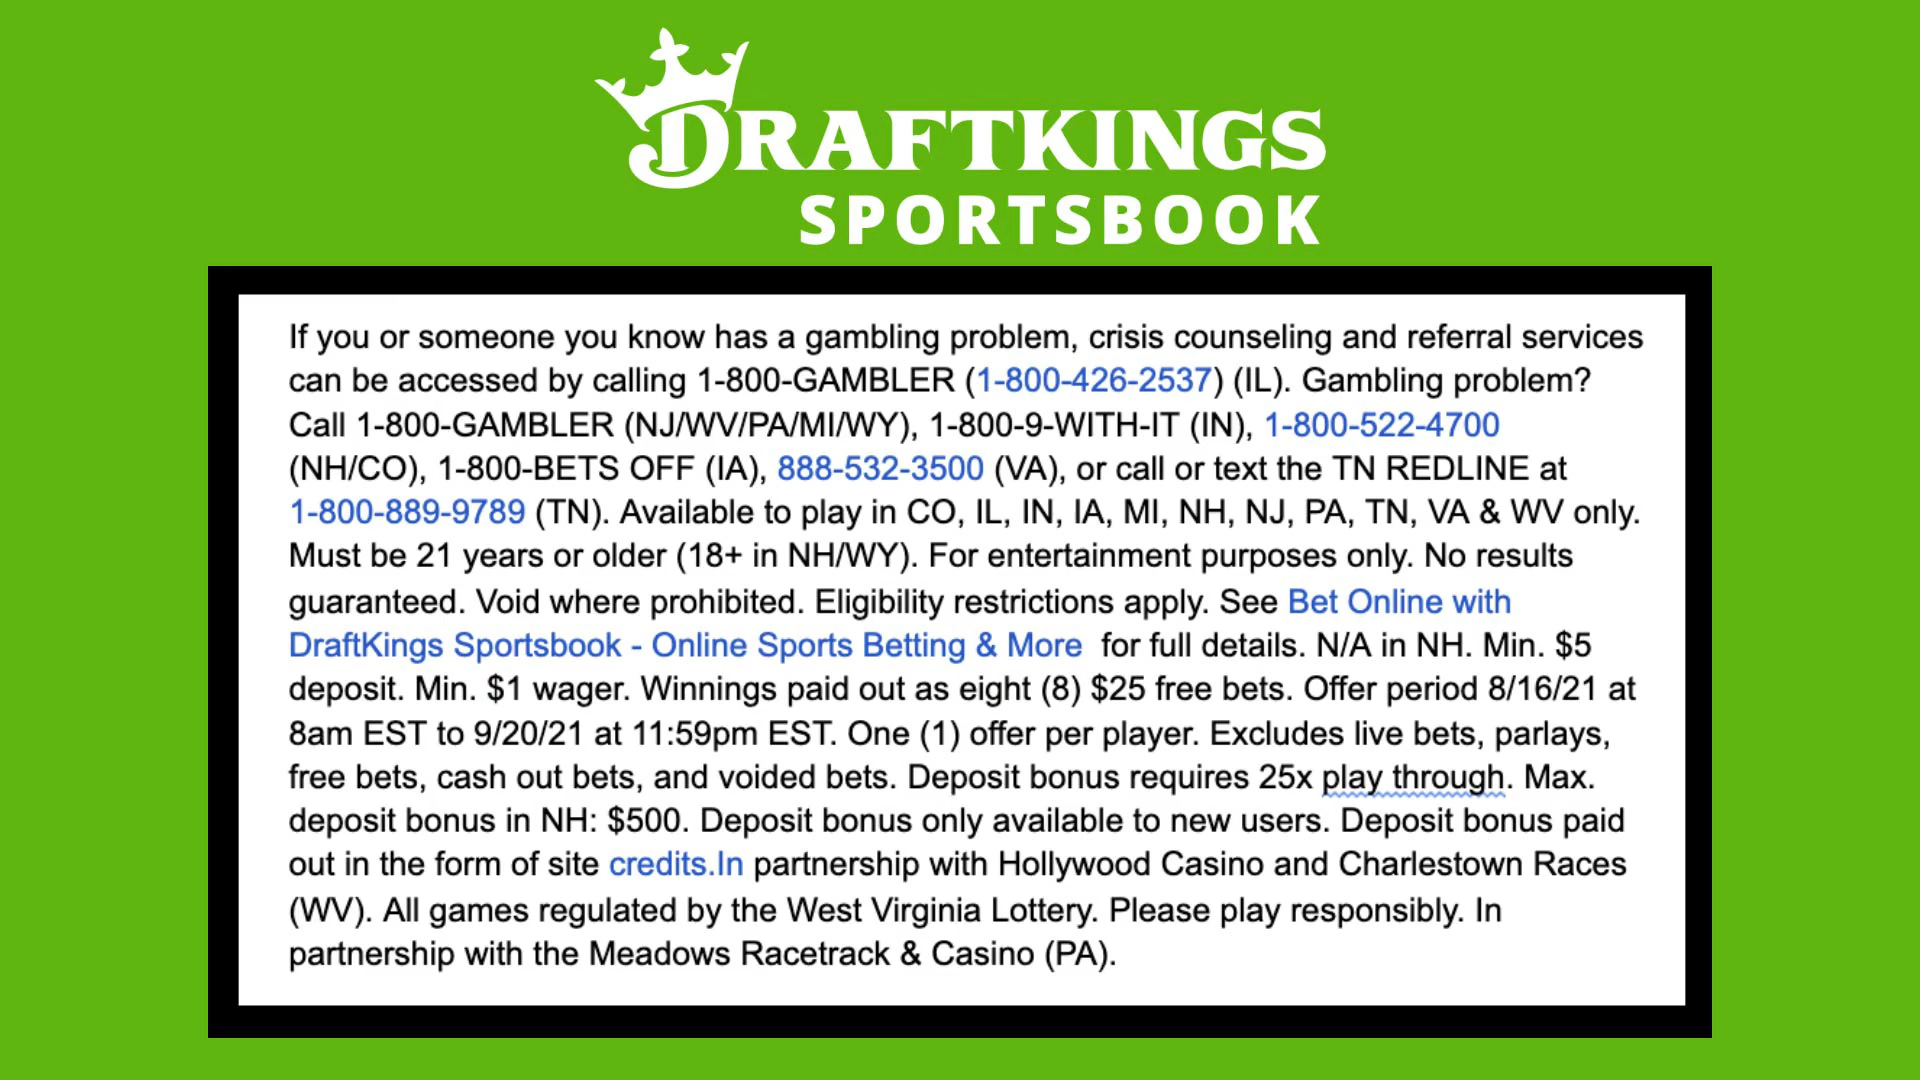 DRAFTKINGS
SPORTSBOOK
If you or someone you know has a gambling problem, crisis counseling and referral services
can be accessed by calling 1-800-GAMBLER (1-800-426-2537) (IL). Gambling problem?
Call 1-800-GAMBLER (NJ/WV/PA/MI/WY), 1-800-9-WITH-IT (IN), 1-800-522-4700
(NH/CO), 1-800-BETS OFF (IA), 888-532-3500 (VA), or call or text the TN REDLINE at
1-800-889-9789 (TN). Available to play in CO, IL, IN, IA, MI, NH, NJ, PA, TN, VA & WV only.
Must be 21 years or older (18+ in NH/WY). For entertainment purposes only. No results
guaranteed. Void where prohibited. Eligibility restrictions apply. See Bet Online with
DraftKings Sportsbook - Online Sports Betting & More for full details. N/A in NH. Min. $5
deposit. Min. $1 wager. Winnings paid out as eight (8) $25 free bets. Offer period 8/16/21 at
8am EST to 9/20/21 at 11:59pm EST. One (1) offer per player. Excludes live bets, parlays,
free bets, cash out bets, and voided bets. Deposit bonus requires 25x play through. Max.
deposit bonus in NH: $500. Deposit bonus only available to new users. Deposit bonus paid
out in the form of site credits.In partnership with Hollywood Casino and Charlestown Races
(WV). All games regulated by the West Virginia Lottery. Please play responsibly. In
partnership with the Meadows Racetrack & Casino (PA).